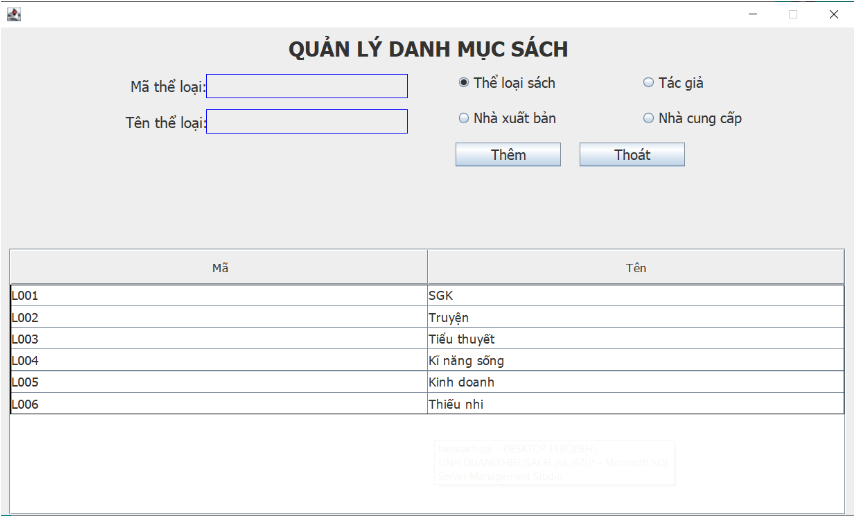 QUẢN LÝ DANH MỤC SÁCH
Mã thể loại:
Thể loại sách
Tác giả
Tên thể loại:
Nhà xuất bản
Nhà cung cấp
Thêm
Thoát
Mã
Tên
L001
SGK
L002
Truyện
L003
Tiểu thuyết
L004
Kĩ năng sống
L005
Kinh doanh
L006
Thiếu nhi